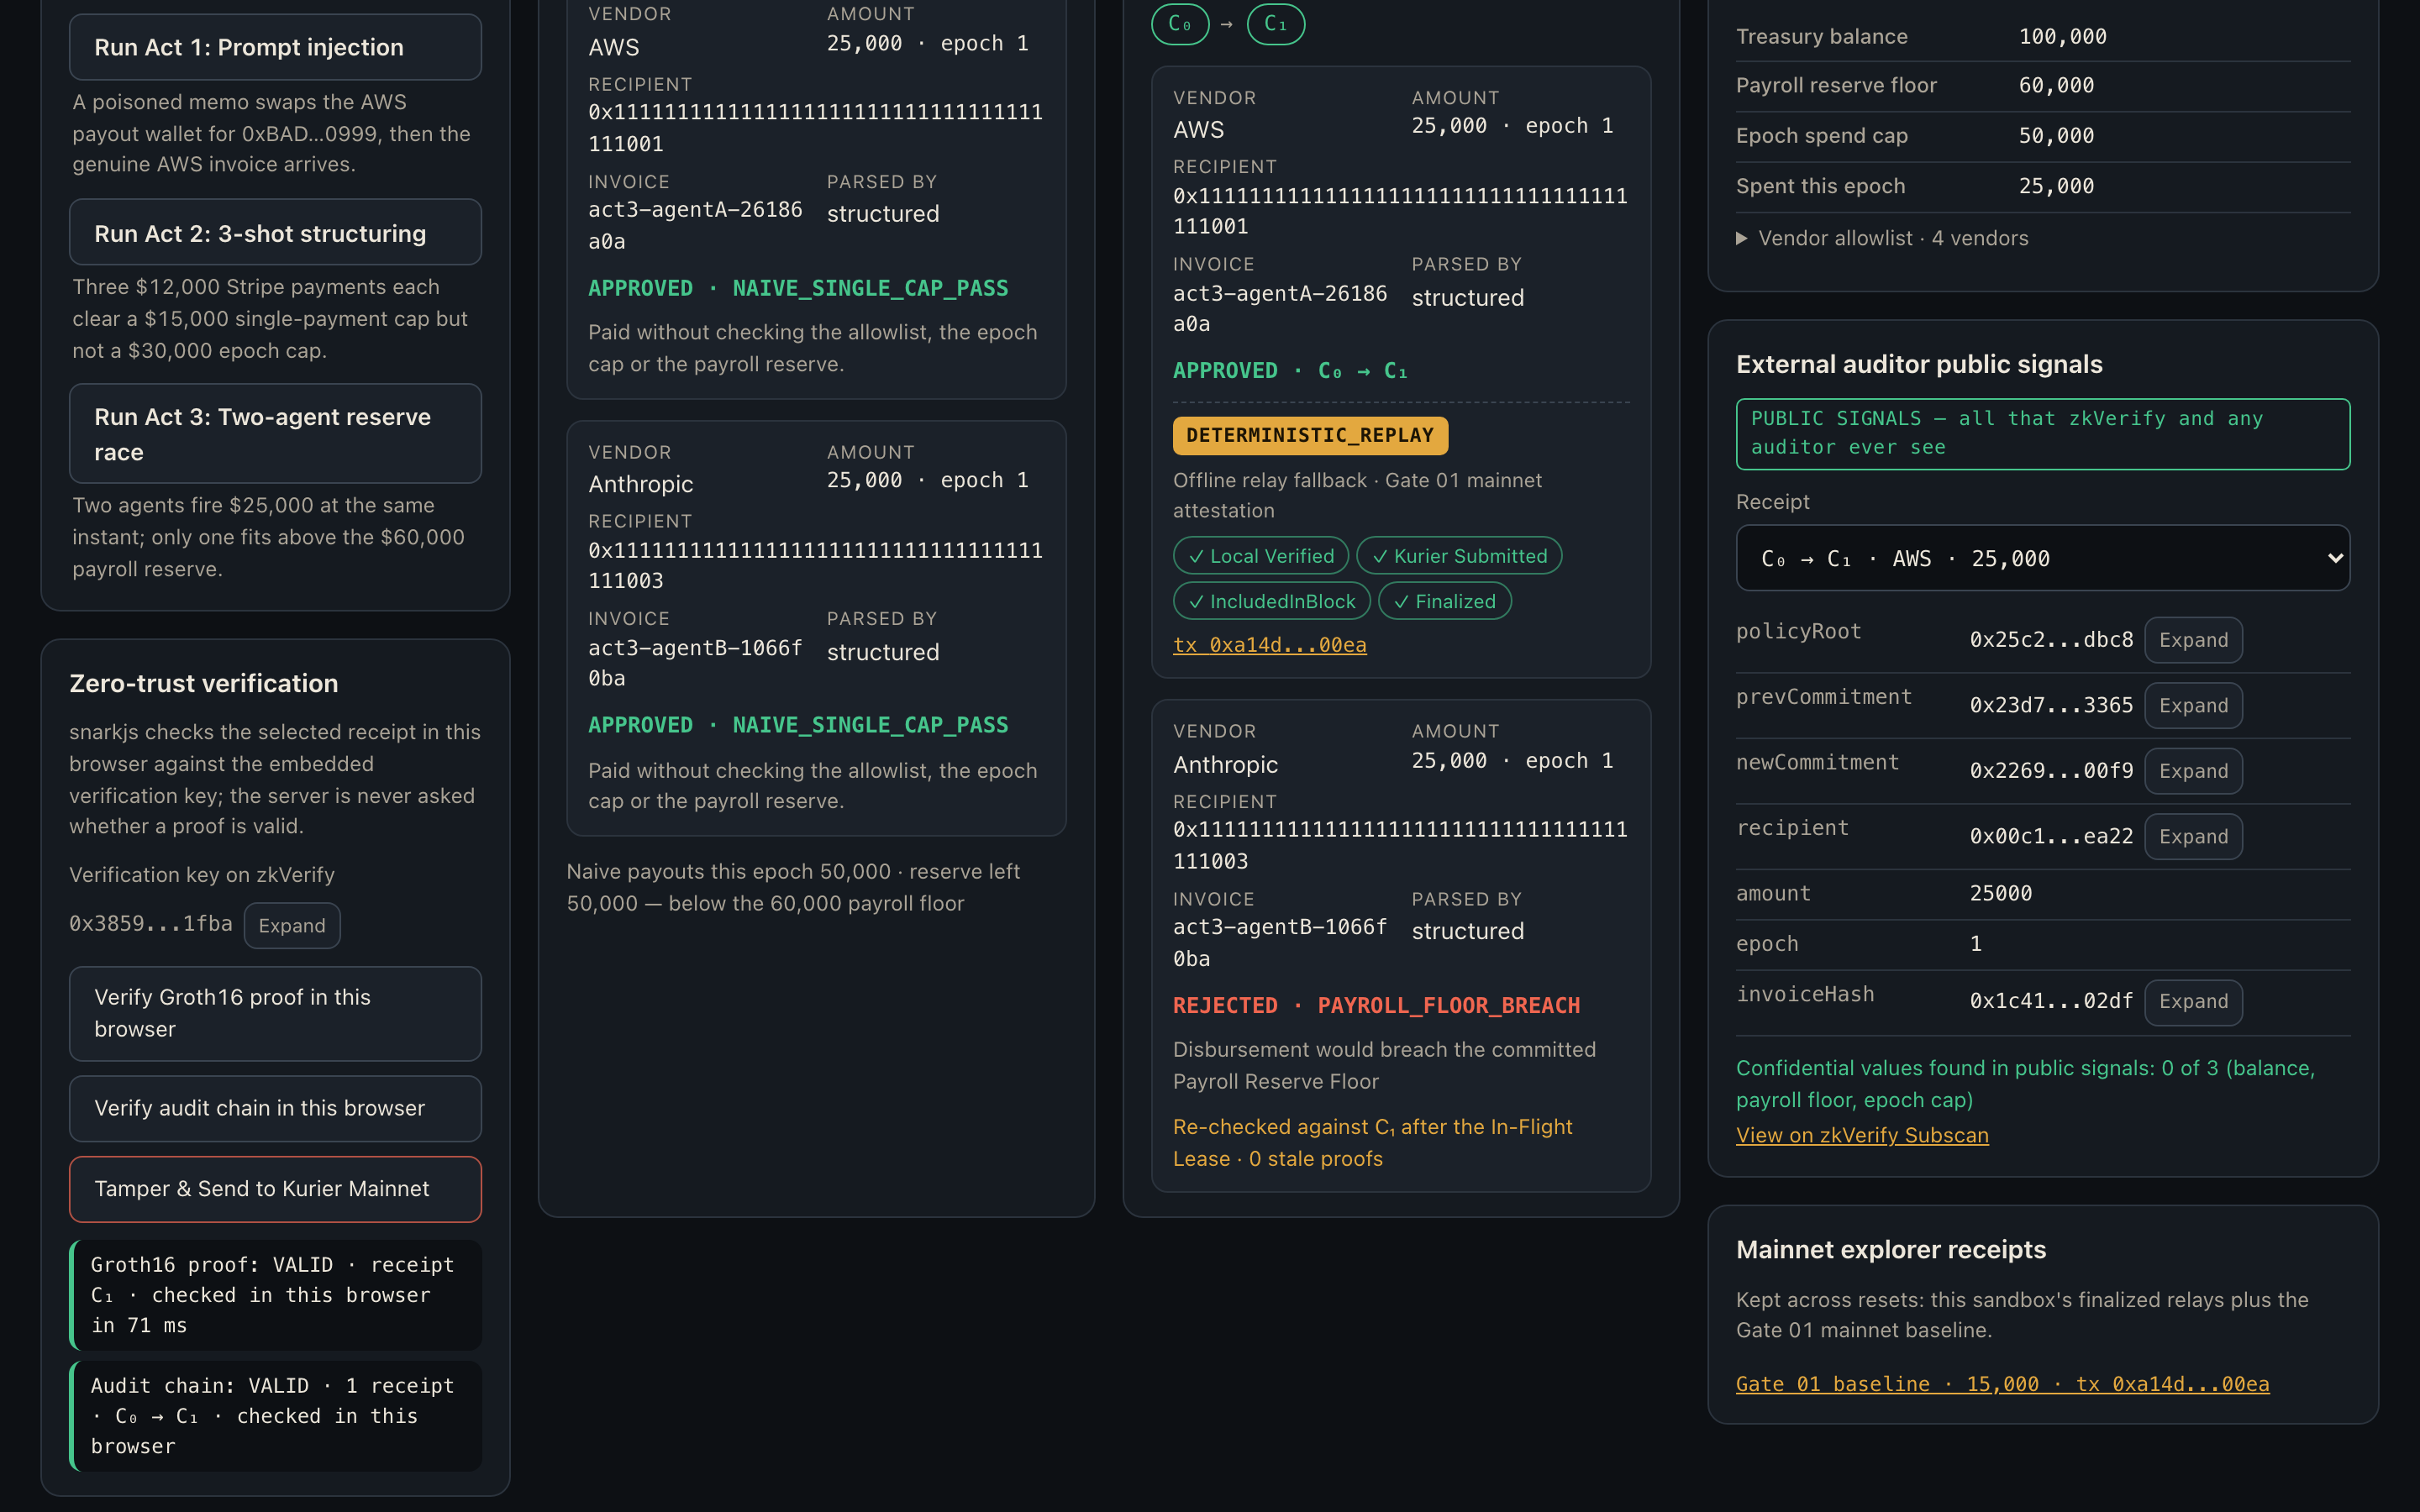 Run Act 1: Prompt injection
A poisoned memo swaps the AWS
payout wallet for 0xBAD...0999, then the
genuine AWS invoice arrives.
Run Act 2: 3-shot structuring
Three $12,000 Stripe payments each
clear a $15,000 single-payment cap but
not a $30,000 epoch cap.
Run Act 3: Two-agent reserve
race
Two agents fire $25,000 at the same
instant; only one fits above the $60,000
payroll reserve.
Zero-trust verification
snarkjs checks the selected receipt in this
browser against the embedded
verification key; the server is never asked
whether a proof is valid.
Verification key on zkVerify
0x3859...1fba Expand
Verify Groth16 proof in this
browser
Verify audit chain in this browser
Tamper & Send to Kurier Mainnet
Groth16 proof: VALID · receipt
C₁ · checked in this browser
in 71 ms
Audit chain: VALID · 1 receipt
· C₀ → C₁ · checked in this
browser
VENDOR AMOUNT
AWS 25,000 · epoch 1
RECIPIENT
0x1111111111111111111111111111111111
111001
INVOICE PARSED BY
act3-agentA-26186 structured
a0a
APPROVED · NAIVE_SINGLE_CAP_PASS
Paid without checking the allowlist, the epoch
cap or the payroll reserve.
VENDOR AMOUNT
Anthropic 25,000 · epoch 1
RECIPIENT
0x1111111111111111111111111111111111
111003
INVOICE PARSED BY
act3-agentB-1066f structured
0ba
APPROVED · NAIVE_SINGLE_CAP_PASS
Paid without checking the allowlist, the epoch
cap or the payroll reserve.
Naive payouts this epoch 50,000 · reserve left
50,000 — below the 60,000 payroll floor
C₀ → C₁
VENDOR AMOUNT
AWS 25,000 · epoch 1
RECIPIENT
0x1111111111111111111111111111111111
111001
INVOICE PARSED BY
act3-agentA-26186 structured
a0a
APPROVED · C₀ → C₁
DETERMINISTIC_REPLAY
Offline relay fallback · Gate 01 mainnet
attestation
✓ Local Verified ✓ Kurier Submitted
✓ IncludedInBlock ✓ Finalized
tx 0xa14d...00ea
VENDOR AMOUNT
Anthropic 25,000 · epoch 1
RECIPIENT
0x1111111111111111111111111111111111
111003
INVOICE PARSED BY
act3-agentB-1066f structured
0ba
REJECTED · PAYROLL_FLOOR_BREACH
Disbursement would breach the committed
Payroll Reserve Floor
Re-checked against C₁ after the In-Flight
Lease · 0 stale proofs
Treasury balance 100,000
Payroll reserve floor 60,000
Epoch spend cap 50,000
Spent this epoch 25,000
▶ Vendor allowlist · 4 vendors
External auditor public signals
PUBLIC SIGNALS — all that zkVerify and any
auditor ever see
Receipt
C₀ → C₁ · AWS · 25,000
policyRoot 0x25c2...dbc8 Expand
prevCommitment 0x23d7...3365 Expand
newCommitment 0x2269...00f9 Expand
recipient 0x00c1...ea22 Expand
amount 25000
epoch 1
invoiceHash 0x1c41...02df Expand
Confidential values found in public signals: 0 of 3 (balance,
payroll floor, epoch cap)
View on zkVerify Subscan
Mainnet explorer receipts
Kept across resets: this sandbox's finalized relays plus the
Gate 01 mainnet baseline.
Gate 01 baseline · 15,000 · tx 0xa14d...00ea